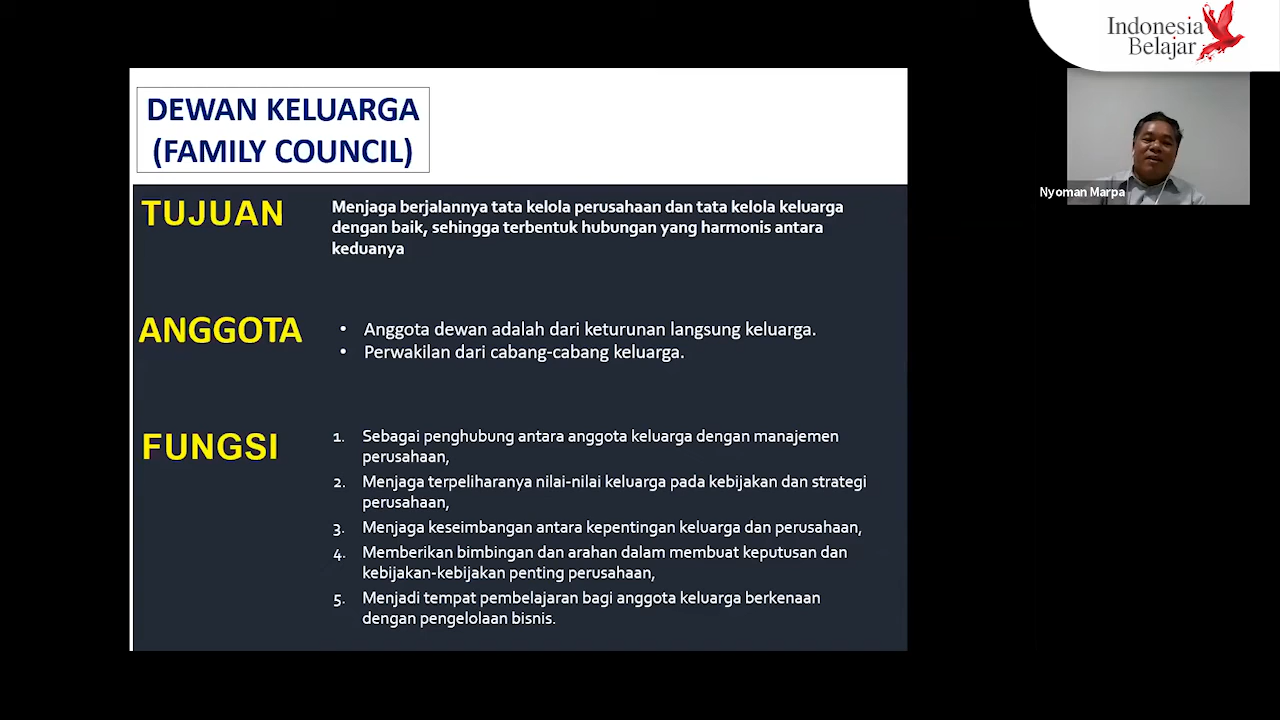 Indonesia
Belajar
DEWAN KELUARGA
(FAMILY COUNCIL)
Nyoman Marpa
TUJUAN
Menjaga berjalannya tata kelola perusahaan dan tata kelola keluarga
dengan baik, sehingga terbentuk hubungan yang harmonis antara
keduanya
ANGGOTA
• Anggota dewan adalah dari keturunan langsung keluarga.
• Perwakilan dari cabang-cabang keluarga.
FUNGSI
1. Sebagai penghubung antara anggota keluarga dengan manajemen
perusahaan,
2. Menjaga terpeliharanya nilai-nilai keluarga pada kebijakan dan strategi
perusahaan,
3. Menjaga keseimbangan antara kepentingan keluarga dan perusahaan,
4. Memberikan bimbingan dan arahan dalam membuat keputusan dan
kebijakan-kebijakan penting perusahaan,
5. Menjadi tempat pembelajaran bagi anggota keluarga berkenaan
dengan pengelolaan bisnis.